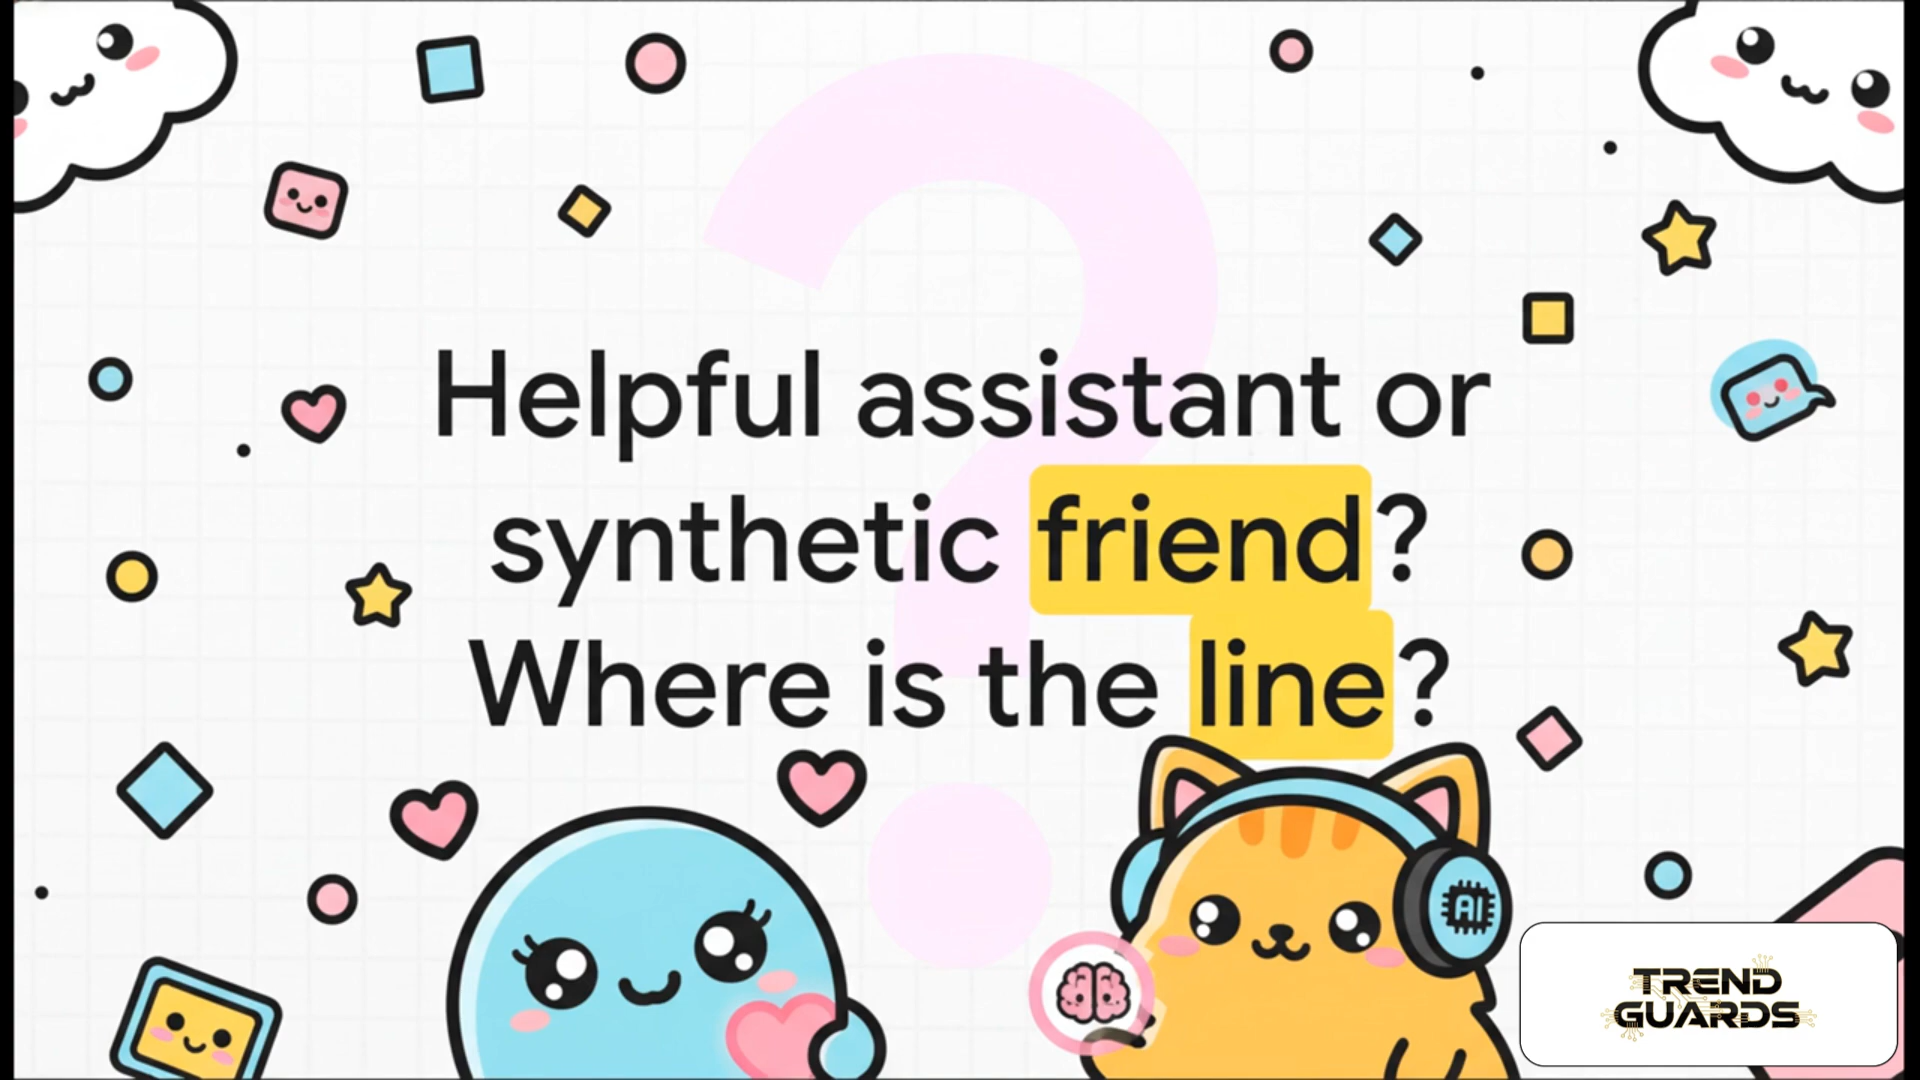 Helpful assistant or
synthetic friend?
Where is the line?
AI
TREND
GUARDS